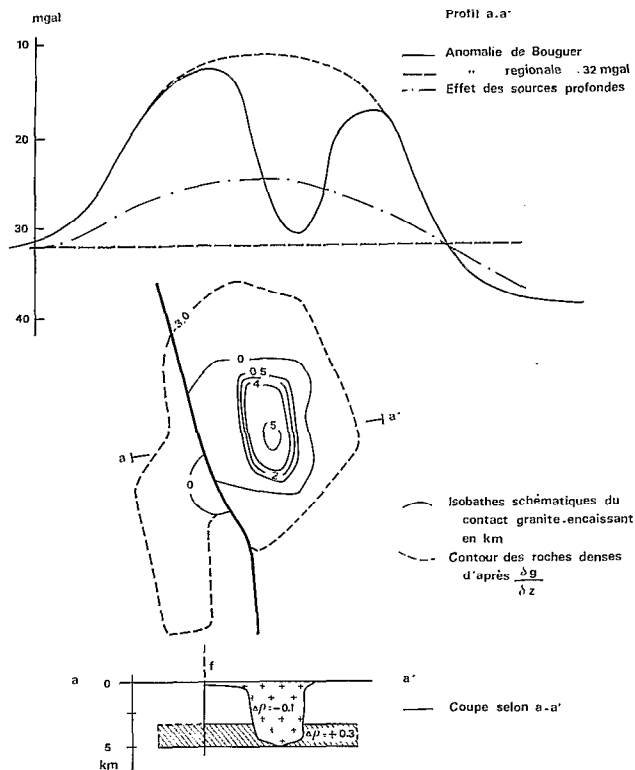 mgal
10
20
30
40
Profil a.a'
Anomalie de Bouguer
" regionale .32 mgal
Effet des sources profondes
3,0
0
0.5
4
5
2
0
a
a'
Isobathes schématiques du
contact granite.encaissant
en km
Contour des roches denses
d'après δg
δz
f
a
0
a'
Δρ=-0.1
Δρ=+0.3
5
km
Coupe selon a-a'